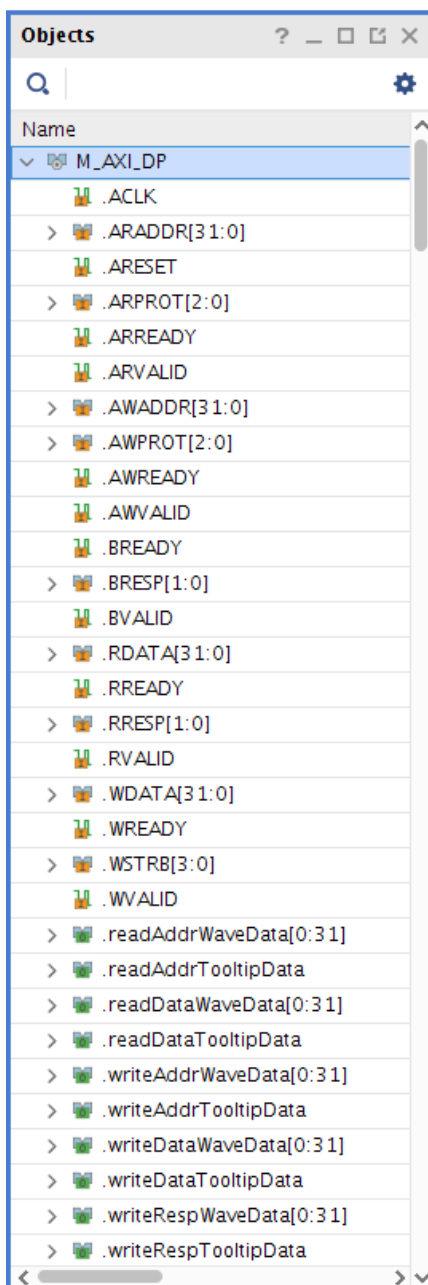 Objects
Name
M_AXI_DP
.ACLK
.ARADDR[31:0]
.ARESET
.ARPROT[2:0]
.ARREADY
.ARVALID
.AWADDR[31:0]
.AWPROT[2:0]
.AWREADY
.AWVALID
.BREADY
.BRESP[1:0]
.BVALID
.RDATA[31:0]
.RREADY
.RRESP[1:0]
.RVALID
.WDATA[31:0]
.WREADY
.WSTRB[3:0]
.WVALID
.readAddrWaveData[0:31]
.readAddrTooltipData
.readDataWaveData[0:31]
.readDataTooltipData
.writeAddrWaveData[0:31]
.writeAddrTooltipData
.writeDataWaveData[0:31]
.writeDataTooltipData
.writeRespWaveData[0:31]
.writeRespTooltipData